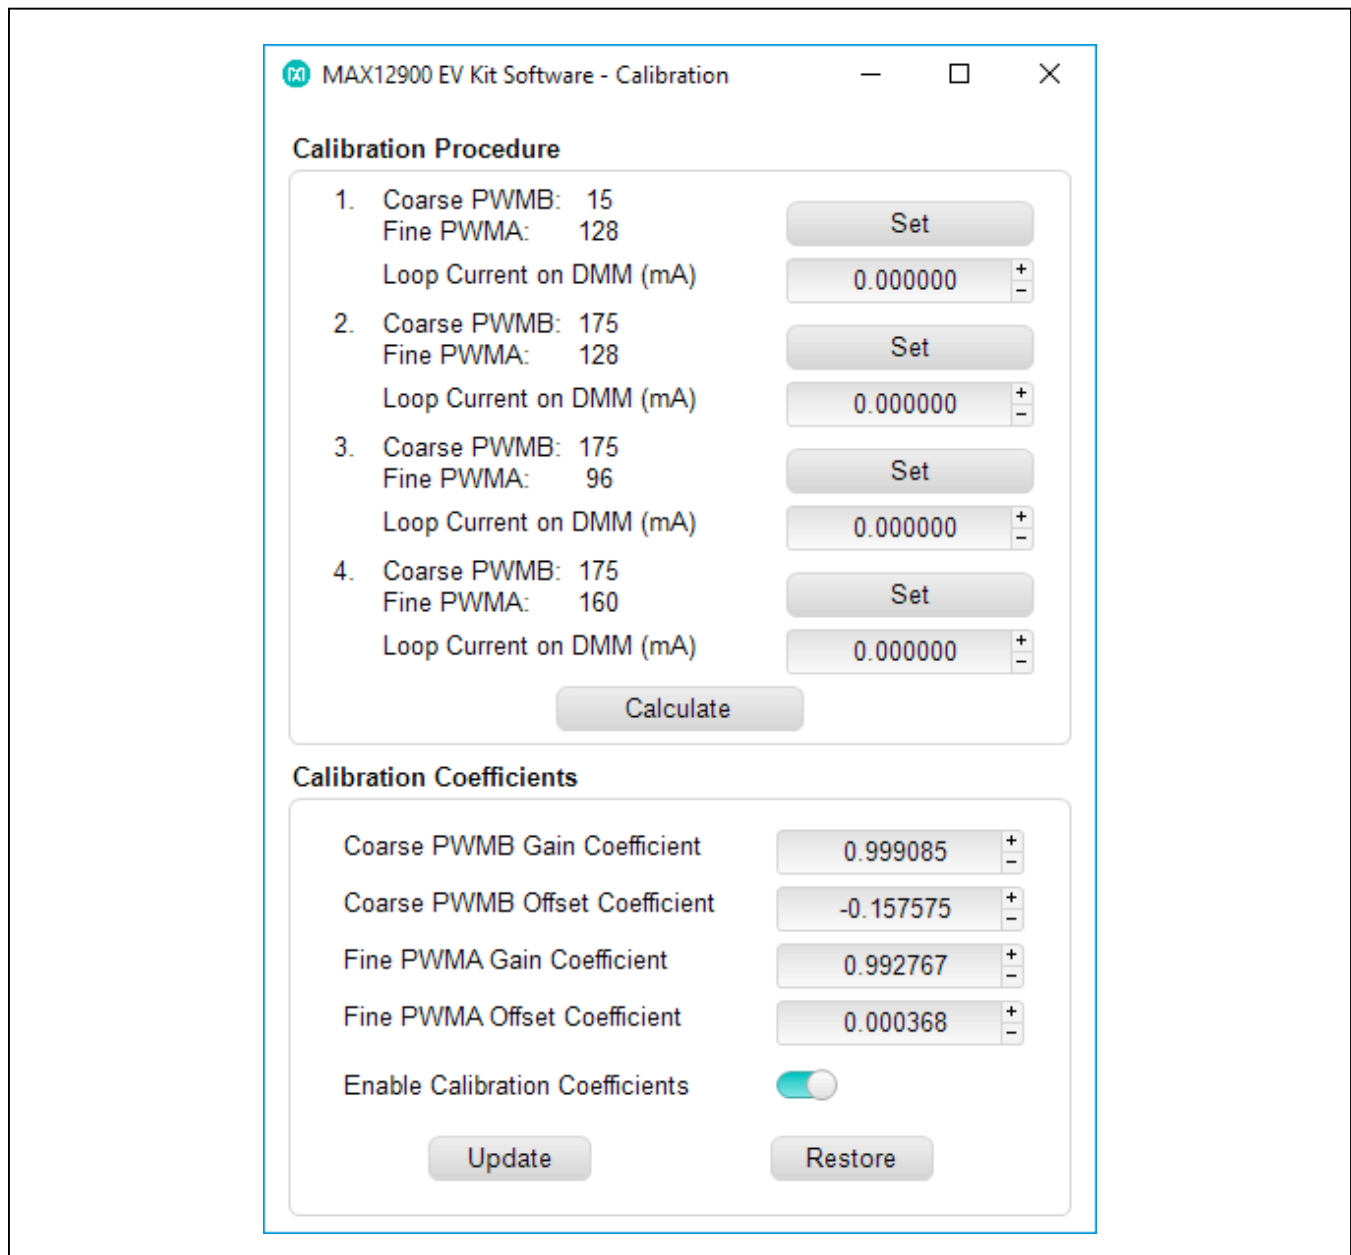 MAX12900 EV Kit Software - Calibration
Calibration Procedure
1. Coarse PWMB: 15
Fine PWMA: 128
Set
Loop Current on DMM (mA) 0.000000 + -
2. Coarse PWMB: 175
Fine PWMA: 128
Set
Loop Current on DMM (mA) 0.000000 + -
3. Coarse PWMB: 175
Fine PWMA: 96
Set
Loop Current on DMM (mA) 0.000000 + -
4. Coarse PWMB: 175
Fine PWMA: 160
Set
Loop Current on DMM (mA) 0.000000 + -
Calculate
Calibration Coefficients
Coarse PWMB Gain Coefficient 0.999085 + -
Coarse PWMB Offset Coefficient -0.157575 + -
Fine PWMA Gain Coefficient 0.992767 + -
Fine PWMA Offset Coefficient 0.000368 + -
Enable Calibration Coefficients
Update Restore